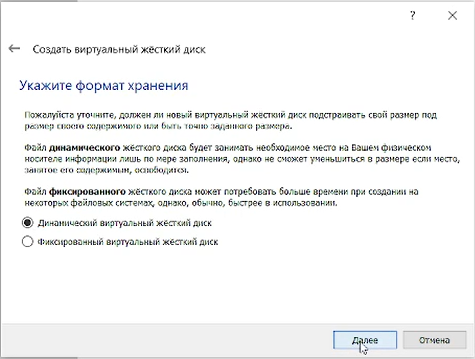 ?
Создать виртуальный жёсткий диск
Укажите формат хранения
Пожалуйста уточните, должен ли новый виртуальный жёсткий диск подстраивать свой размер под
размер своего содержимого или быть точно заданного размера.
Файл динамического жёсткого диска будет занимать необходимое место на Вашем физическом
носителе информации лишь по мере заполнения, однако не сможет уменьшиться в размере если место,
занятое его содержимым, освободится.
Файл фиксированного жёсткого диска может потребовать больше времени при создании на
некоторых файловых системах, однако, обычно, быстрее в использовании.
Динамический виртуальный жёсткий диск
Фиксированный виртуальный жёсткий диск
Далее
Отмена